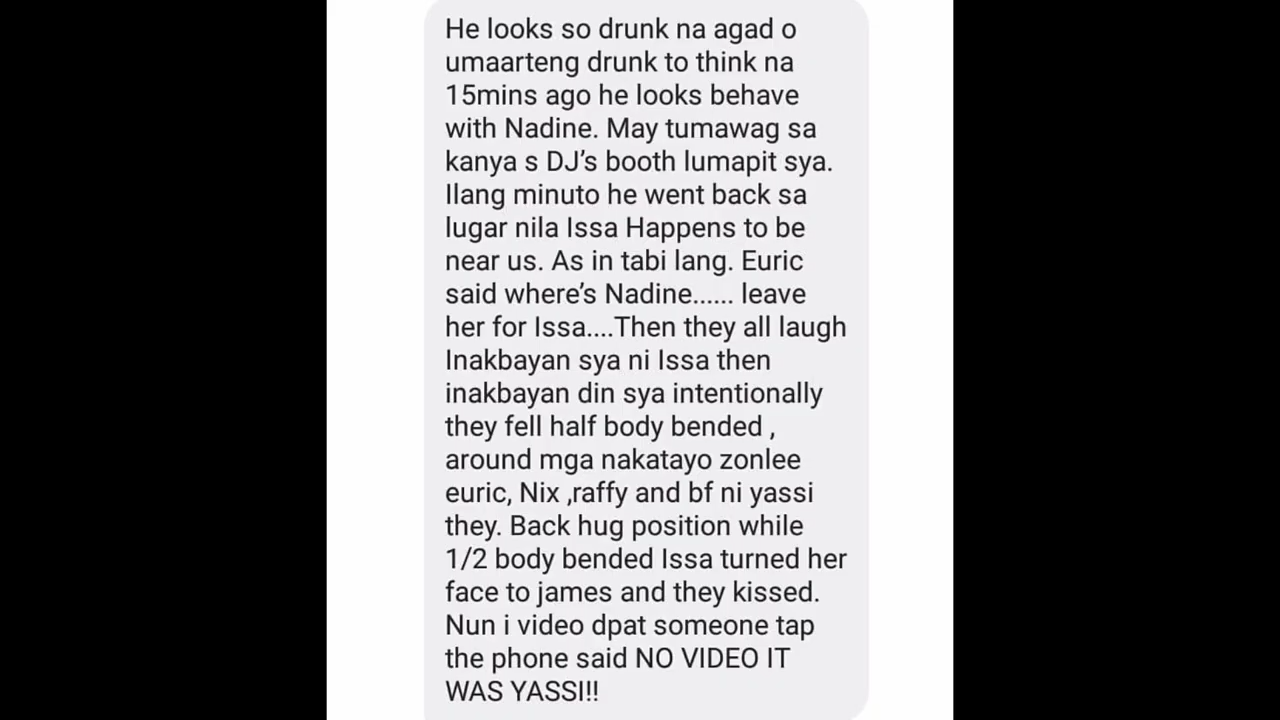 He looks so drunk na agad o
umaarteng drunk to think na
15mins ago he looks behave
with Nadine. May tumawag sa
kanya s DJ's booth lumapit sya.
Ilang minuto he went back sa
lugar nila Issa Happens to be
near us. As in tabi lang. Euric
said where's Nadine...... leave
her for Issa....Then they all laugh
Inakbayan sya ni Issa then
inakbayan din sya intentionally
they fell half body bended ,
around mga nakatayo zonlee
euric, Nix ,raffy and bf ni yassi
they. Back hug position while
1/2 body bended Issa turned her
face to james and they kissed.
Nun i video dpat someone tap
the phone said NO VIDEO IT
WAS YASSI!!